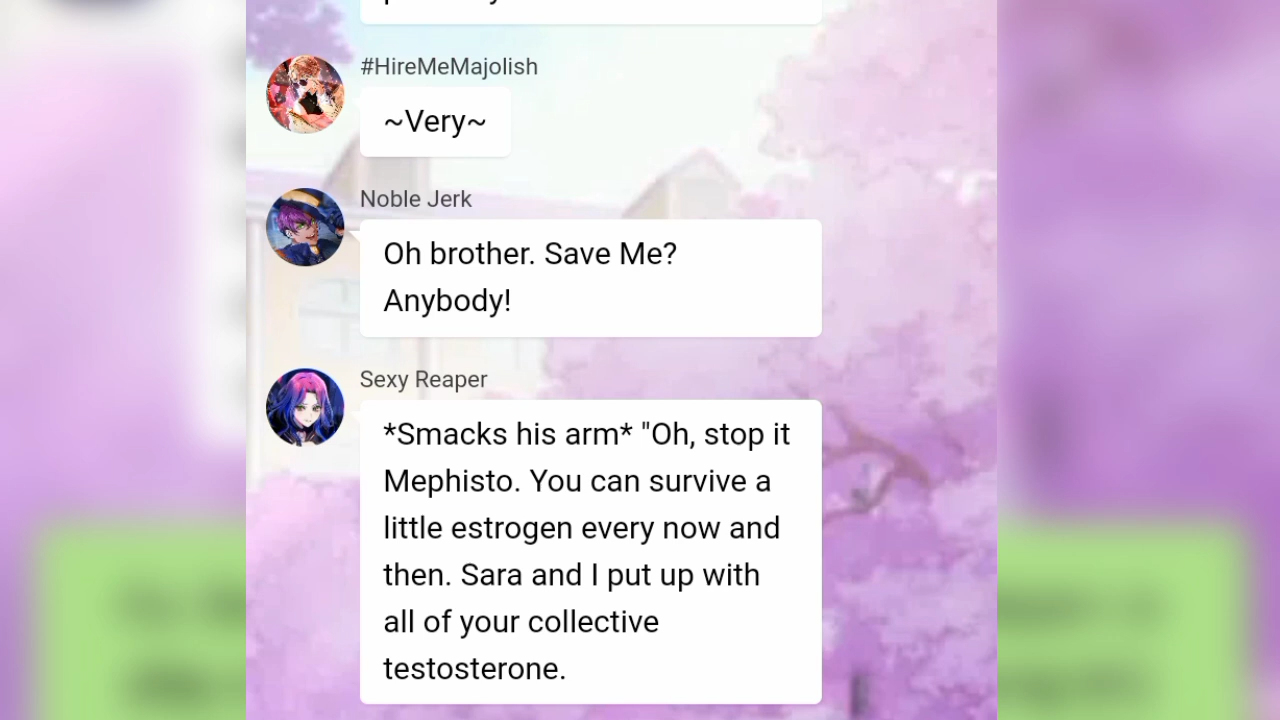 #HireMeMajolish
~Very~
Noble Jerk
Oh brother. Save Me?
Anybody!
Sexy Reaper
*Smacks his arm* "Oh, stop it
Mephisto. You can survive a
little estrogen every now and
then. Sara and I put up with
all of your collective
testosterone.